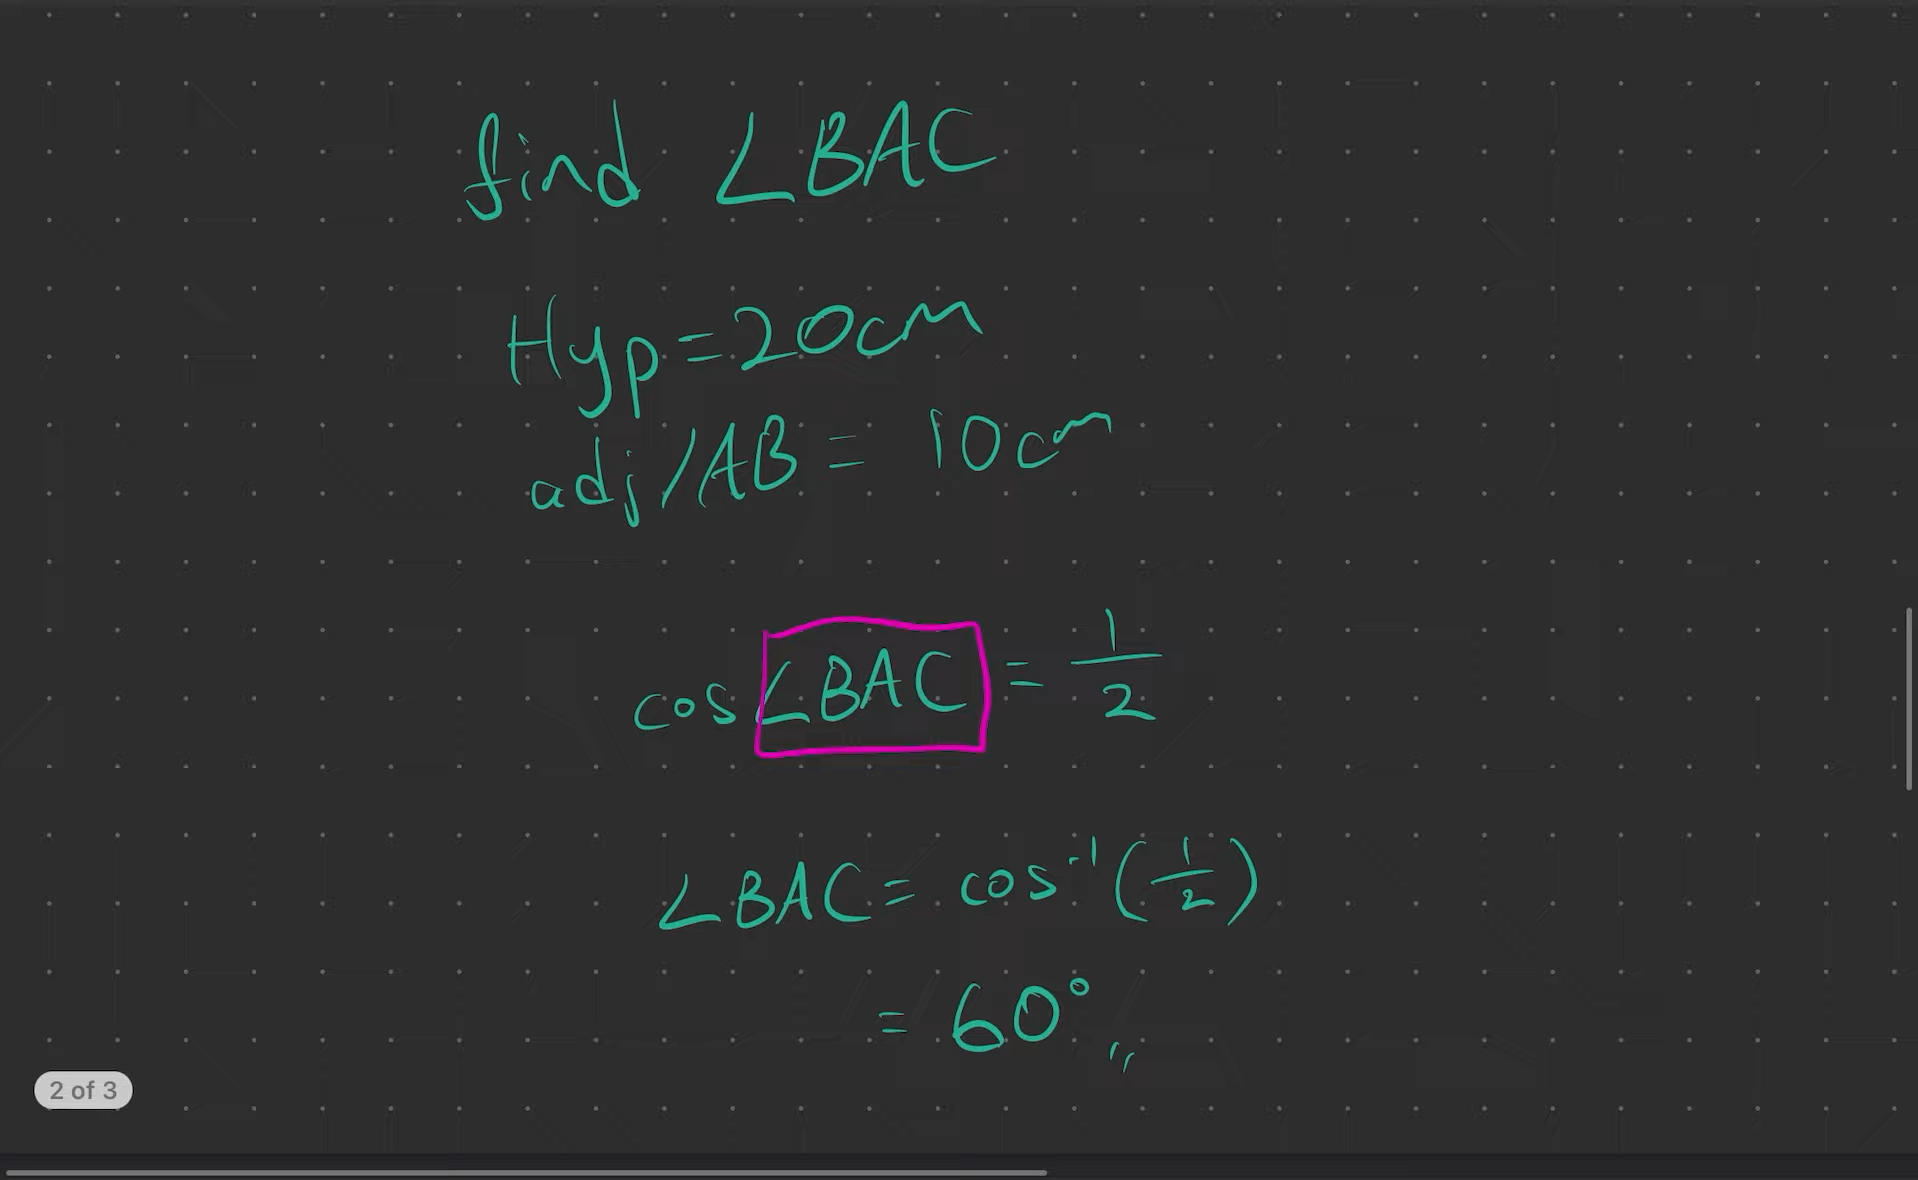 find ∠BAC
Hyp=20cm
adj/AB = 10cm
cos∠BAC = 1/2
∠BAC = cos⁻¹(1/2)
= 60°,,
2 of 3